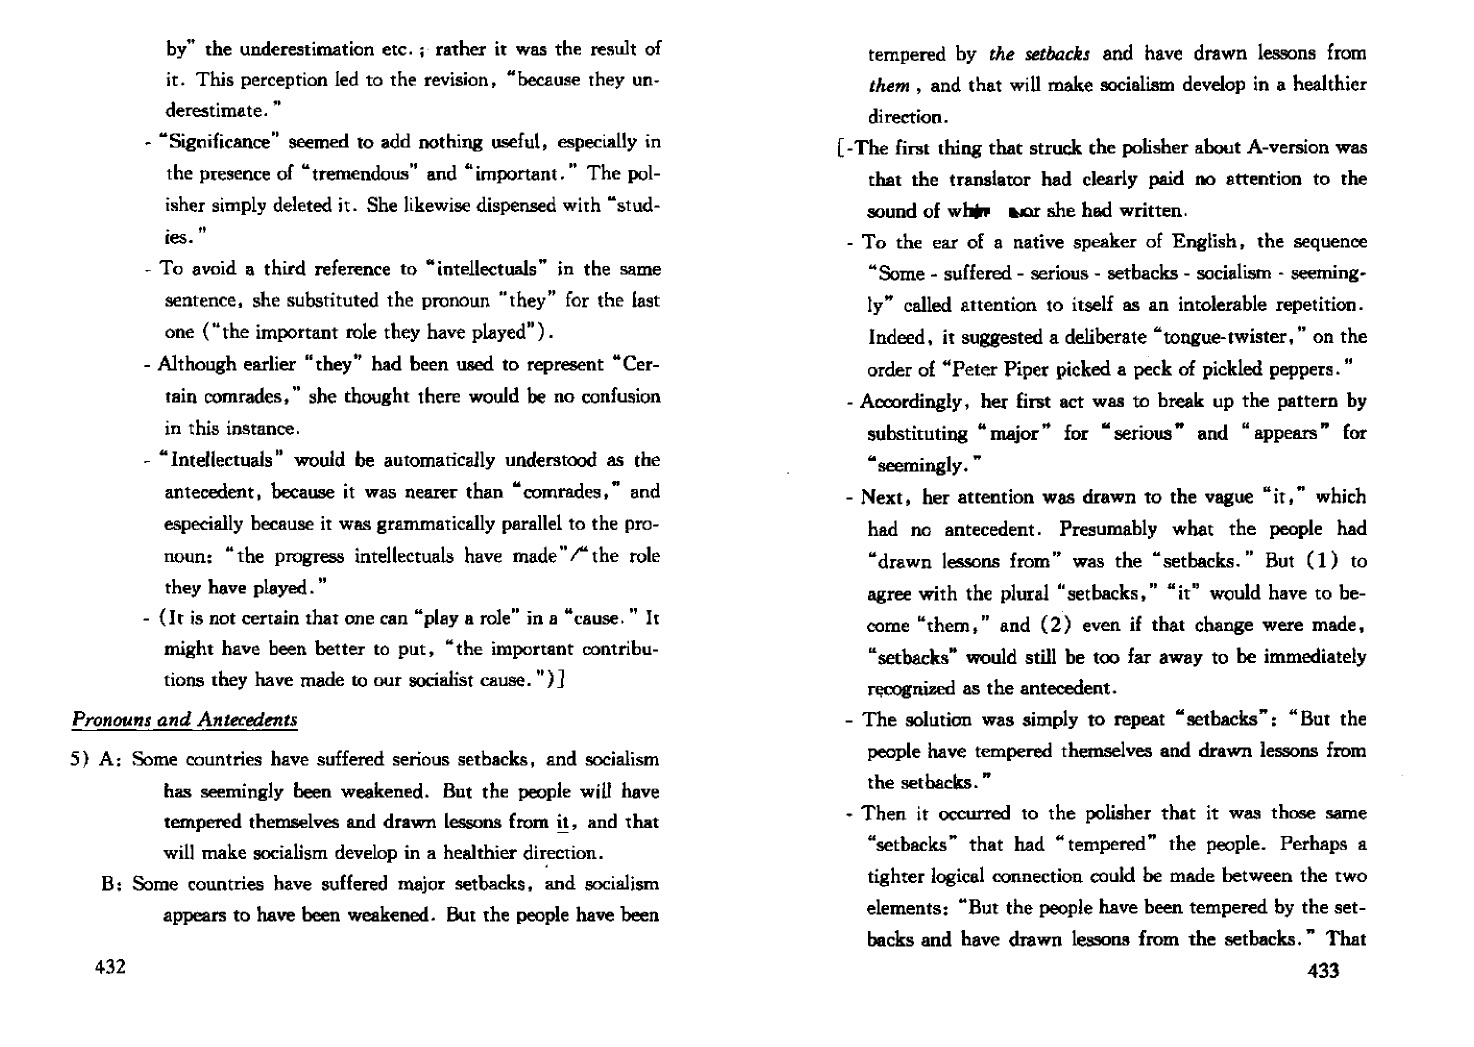 by" the underestimation etc. ; rather it was the result of
it. This perception led to the revision, "because they un-
derestimate."
- "Significance" seemed to add nothing useful, especially in
the presence of "tremendous" and "important." The pol-
isher simply deleted it. She likewise dispensed with "stud-
ies."
- To avoid a third reference to "intellectuals" in the same
sentence, she substituted the pronoun "they" for the last
one ("the important role they have played").
- Although earlier "they" had been used to represent "Cer-
tain comrades," she thought there would be no confusion
in this instance.
- "Intellectuals" would be automatically understood as the
antecedent, because it was nearer than "comrades," and
especially because it was grammatically parallel to the pro-
noun: "the progress intellectuals have made"/"the role
they have played."
- (It is not certain that one can "play a role" in a "cause." It
might have been better to put, "the important contribu-
tions they have made to our socialist cause.")]
Pronouns and Antecedents
5) A: Some countries have suffered serious setbacks, and socialism
has seemingly been weakened. But the people will have
tempered themselves and drawn lessons from it, and that
will make socialism develop in a healthier direction.
B: Some countries have suffered major setbacks, and socialism
appears to have been weakened. But the people have been
432
tempered by the setbacks and have drawn lessons from
them, and that will make socialism develop in a healthier
direction.
[-The first thing that struck the polisher about A-version was
that the translator had clearly paid no attention to the
sound of she had written.
- To the ear of a native speaker of English, the sequence
"Some - suffered - serious - setbacks - socialism - seeming-
ly" called attention to itself as an intolerable repetition.
Indeed, it suggested a deliberate "tongue-twister," on the
order of "Peter Piper picked a peck of pickled peppers."
- Accordingly, her first act was to break up the pattern by
substituting "major" for "serious" and "appears" for
"seemingly."
- Next, her attention was drawn to the vague "it," which
had no antecedent. Presumably what the people had
"drawn lessons from" was the "setbacks." But (1) to
agree with the plural "setbacks," "it" would have to be-
come "them," and (2) even if that change were made,
"setbacks" would still be too far away to be immediately
recognized as the antecedent.
- The solution was simply to repeat "setbacks": "But the
people have tempered themselves and drawn lessons from
the setbacks."
- Then it occurred to the polisher that it was those same
"setbacks" that had "tempered" the people. Perhaps a
tighter logical connection could be made between the two
elements: "But the people have been tempered by the set-
backs and have drawn lessons from the setbacks." That
433